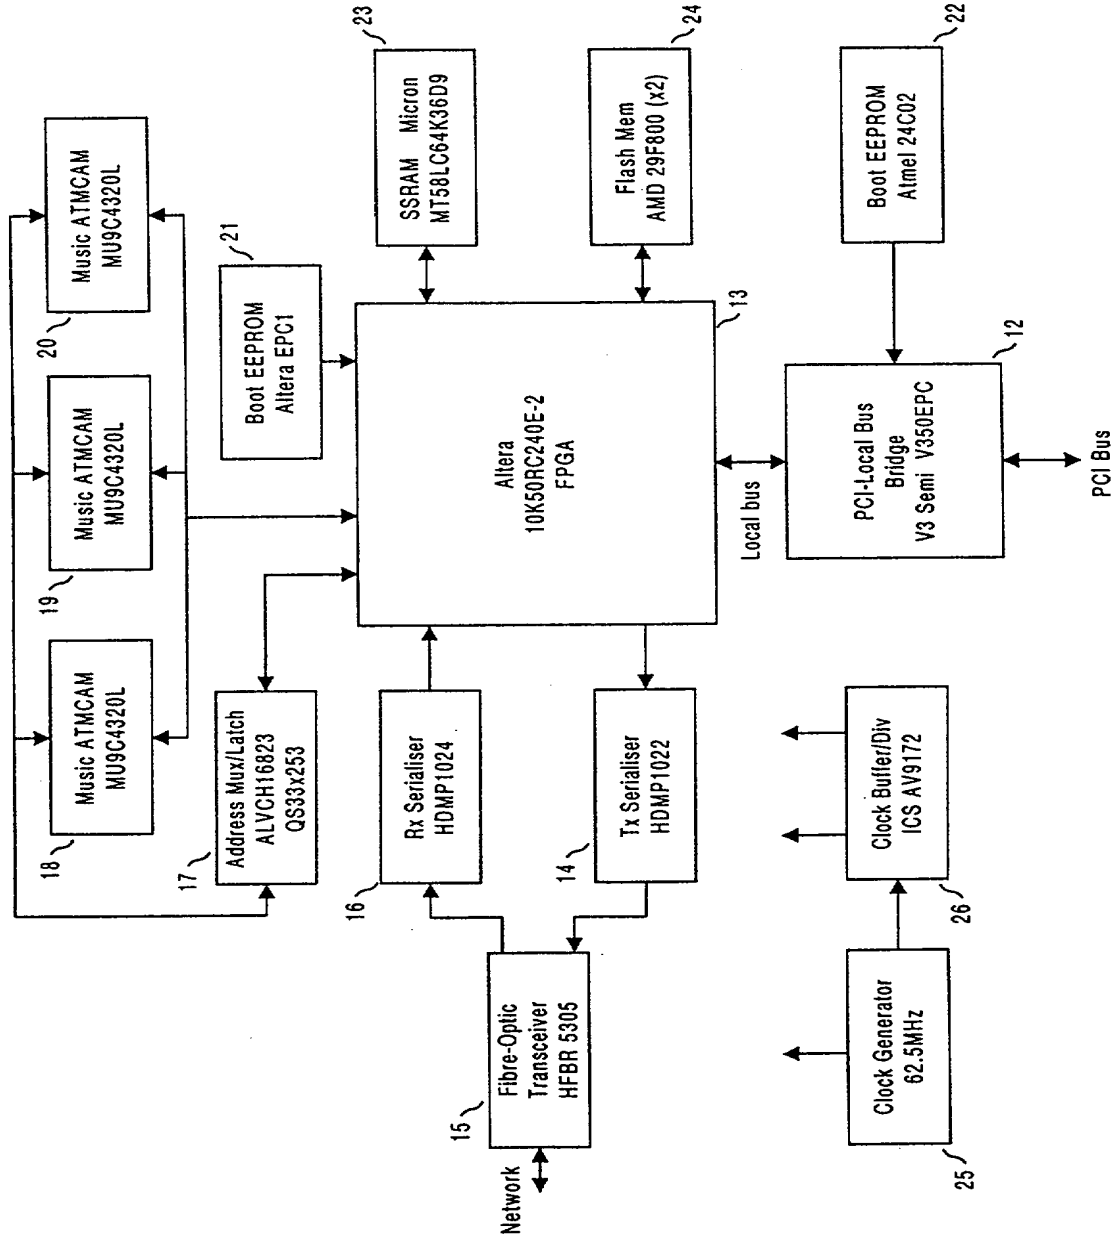 20
Music ATMCAM
MU9C4320L
19
Music ATMCAM
MU9C4320L
18
Music ATMCAM
MU9C4320L
21
Boot EEPROM
Altera EPC1
17
Address Mux/Latch
ALVCH16823
QS33x253
23
SSRAM Micron
MT58LC64K36D9
24
Flash Mem
AMD 29F800 (x2)
22
Boot EEPROM
Atmel 24C02
13
Altera
10K50RC240E-2
FPGA
16
Rx Serialiser
HDMP1024
14
Tx Serialiser
HDMP1022
15
Fibre-Optic
Transceiver
HFBR 5305
Network
Local bus
12
PCI-Local Bus
Bridge
V3 Semi V350EPC
PCI Bus
26
Clock Buffer/Div
ICS AV9172
25
Clock Generator
62.5MHz